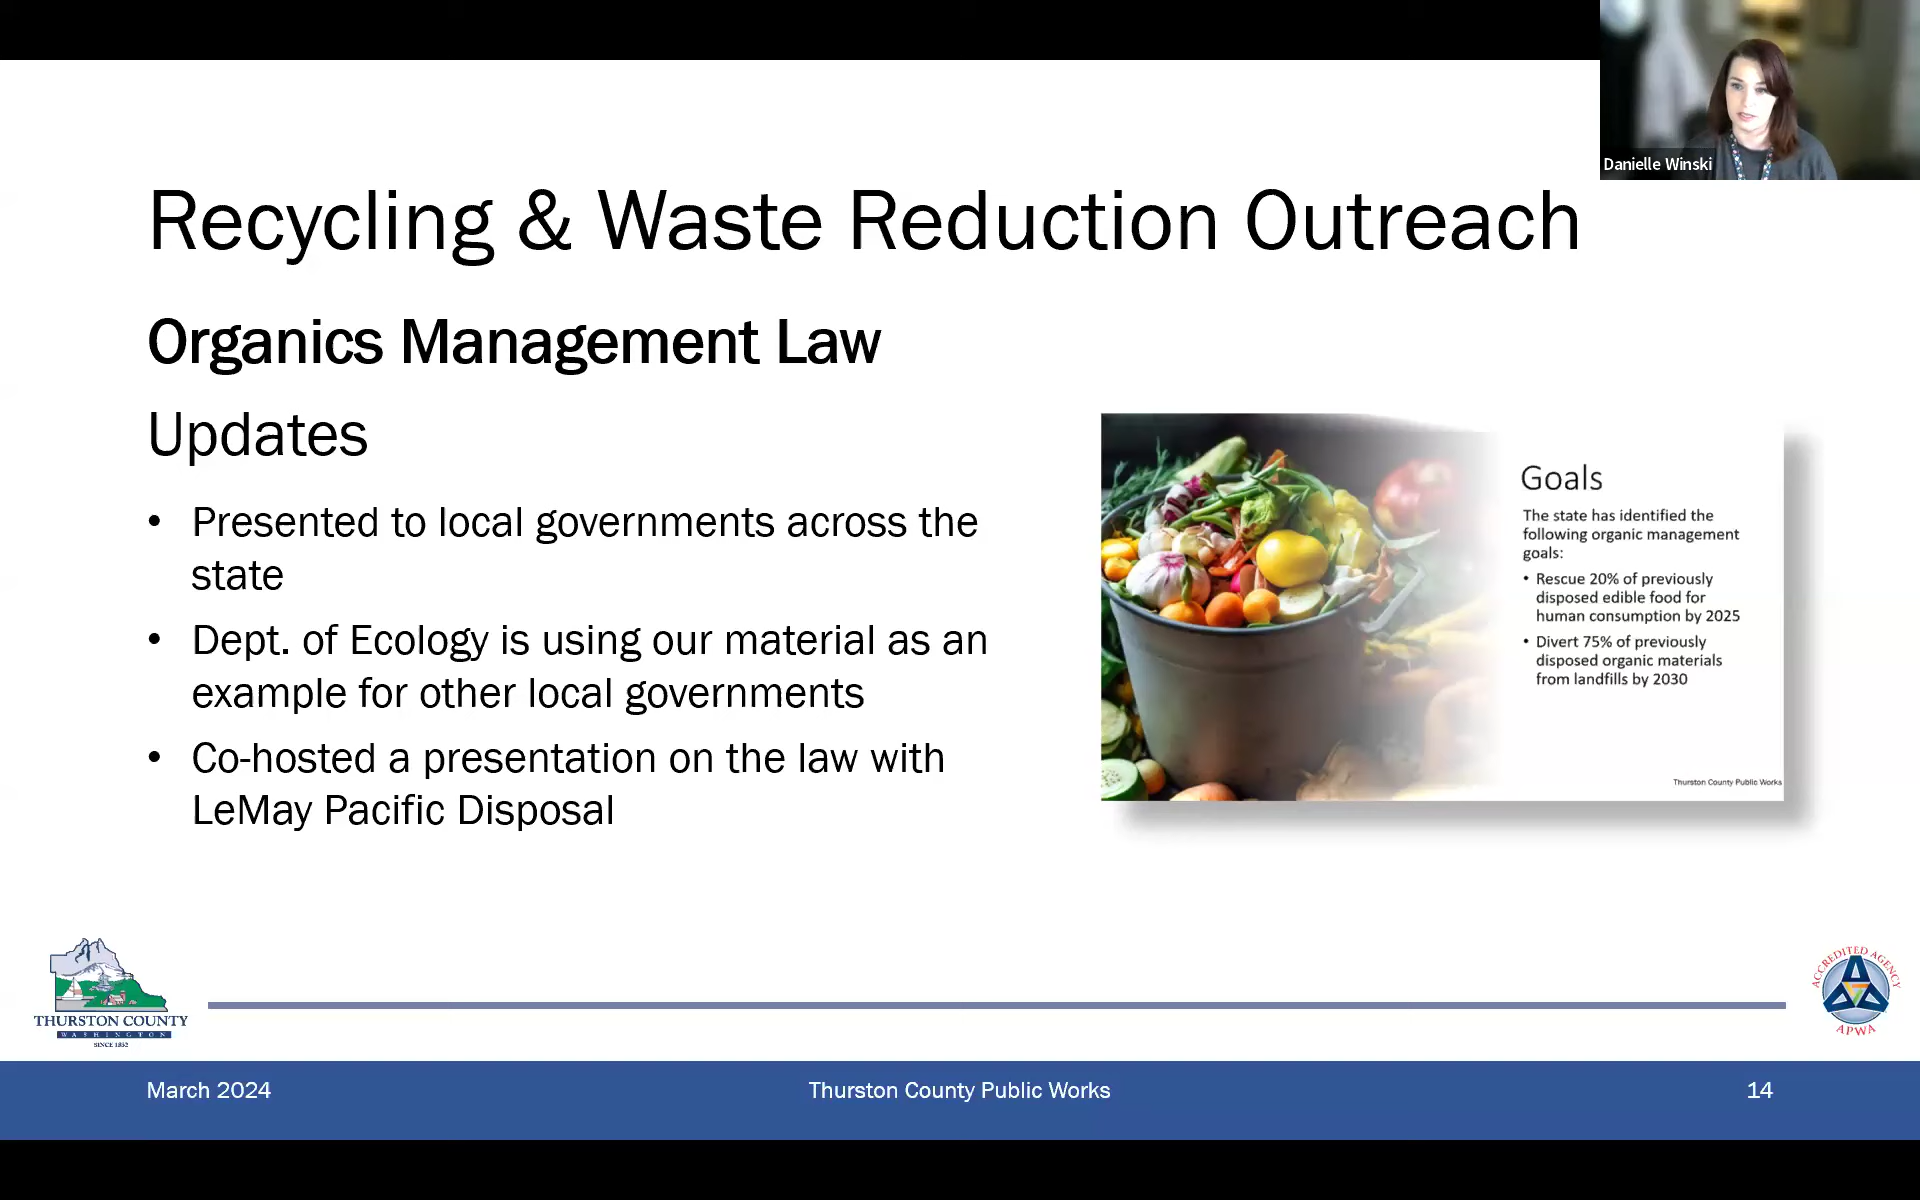 Danielle Winski
Recycling & Waste Reduction Outreach
Organics Management Law
Updates
• Presented to local governments across the
state
• Dept. of Ecology is using our material as an
example for other local governments
• Co-hosted a presentation on the law with
LeMay Pacific Disposal
Goals
The state has identified the
following organic management
goals:
• Rescue 20% of previously
disposed edible food for
human consumption by 2025
• Divert 75% of previously
disposed organic materials
from landfills by 2030
Thurston County Public Works
THURSTON COUNTY
WASHINGTON
SINCE 1852
ACCREDITED AGENCY
APWA
March 2024
Thurston County Public Works
14